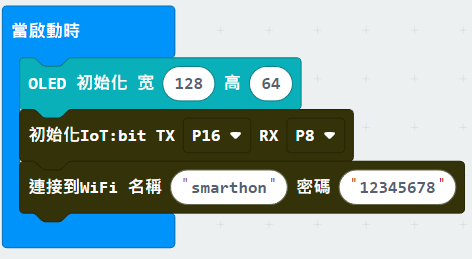 當啟動時
OLED 初始化 宽 128 高 64
初始化IoT:bit TX P16 RX P8
連接到WiFi 名稱 "smarthon" 密碼 "12345678"